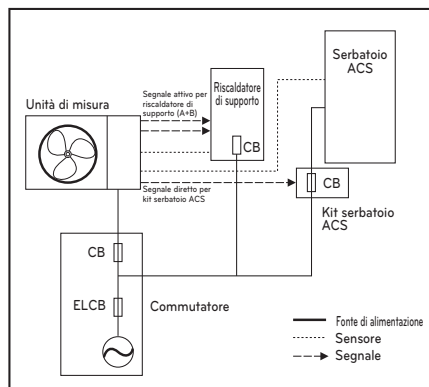 Serbatoio
ACS
Segnale attivo per
riscaldatore di
supporto (A+B)
Riscaldatore
di supporto
Unità di misura
CB
CB
Segnale diretto per
kit serbatoio ACS
Kit serbatoio
ACS
CB
ELCB
Commutatore
Fonte di alimentazione
Sensore
Segnale